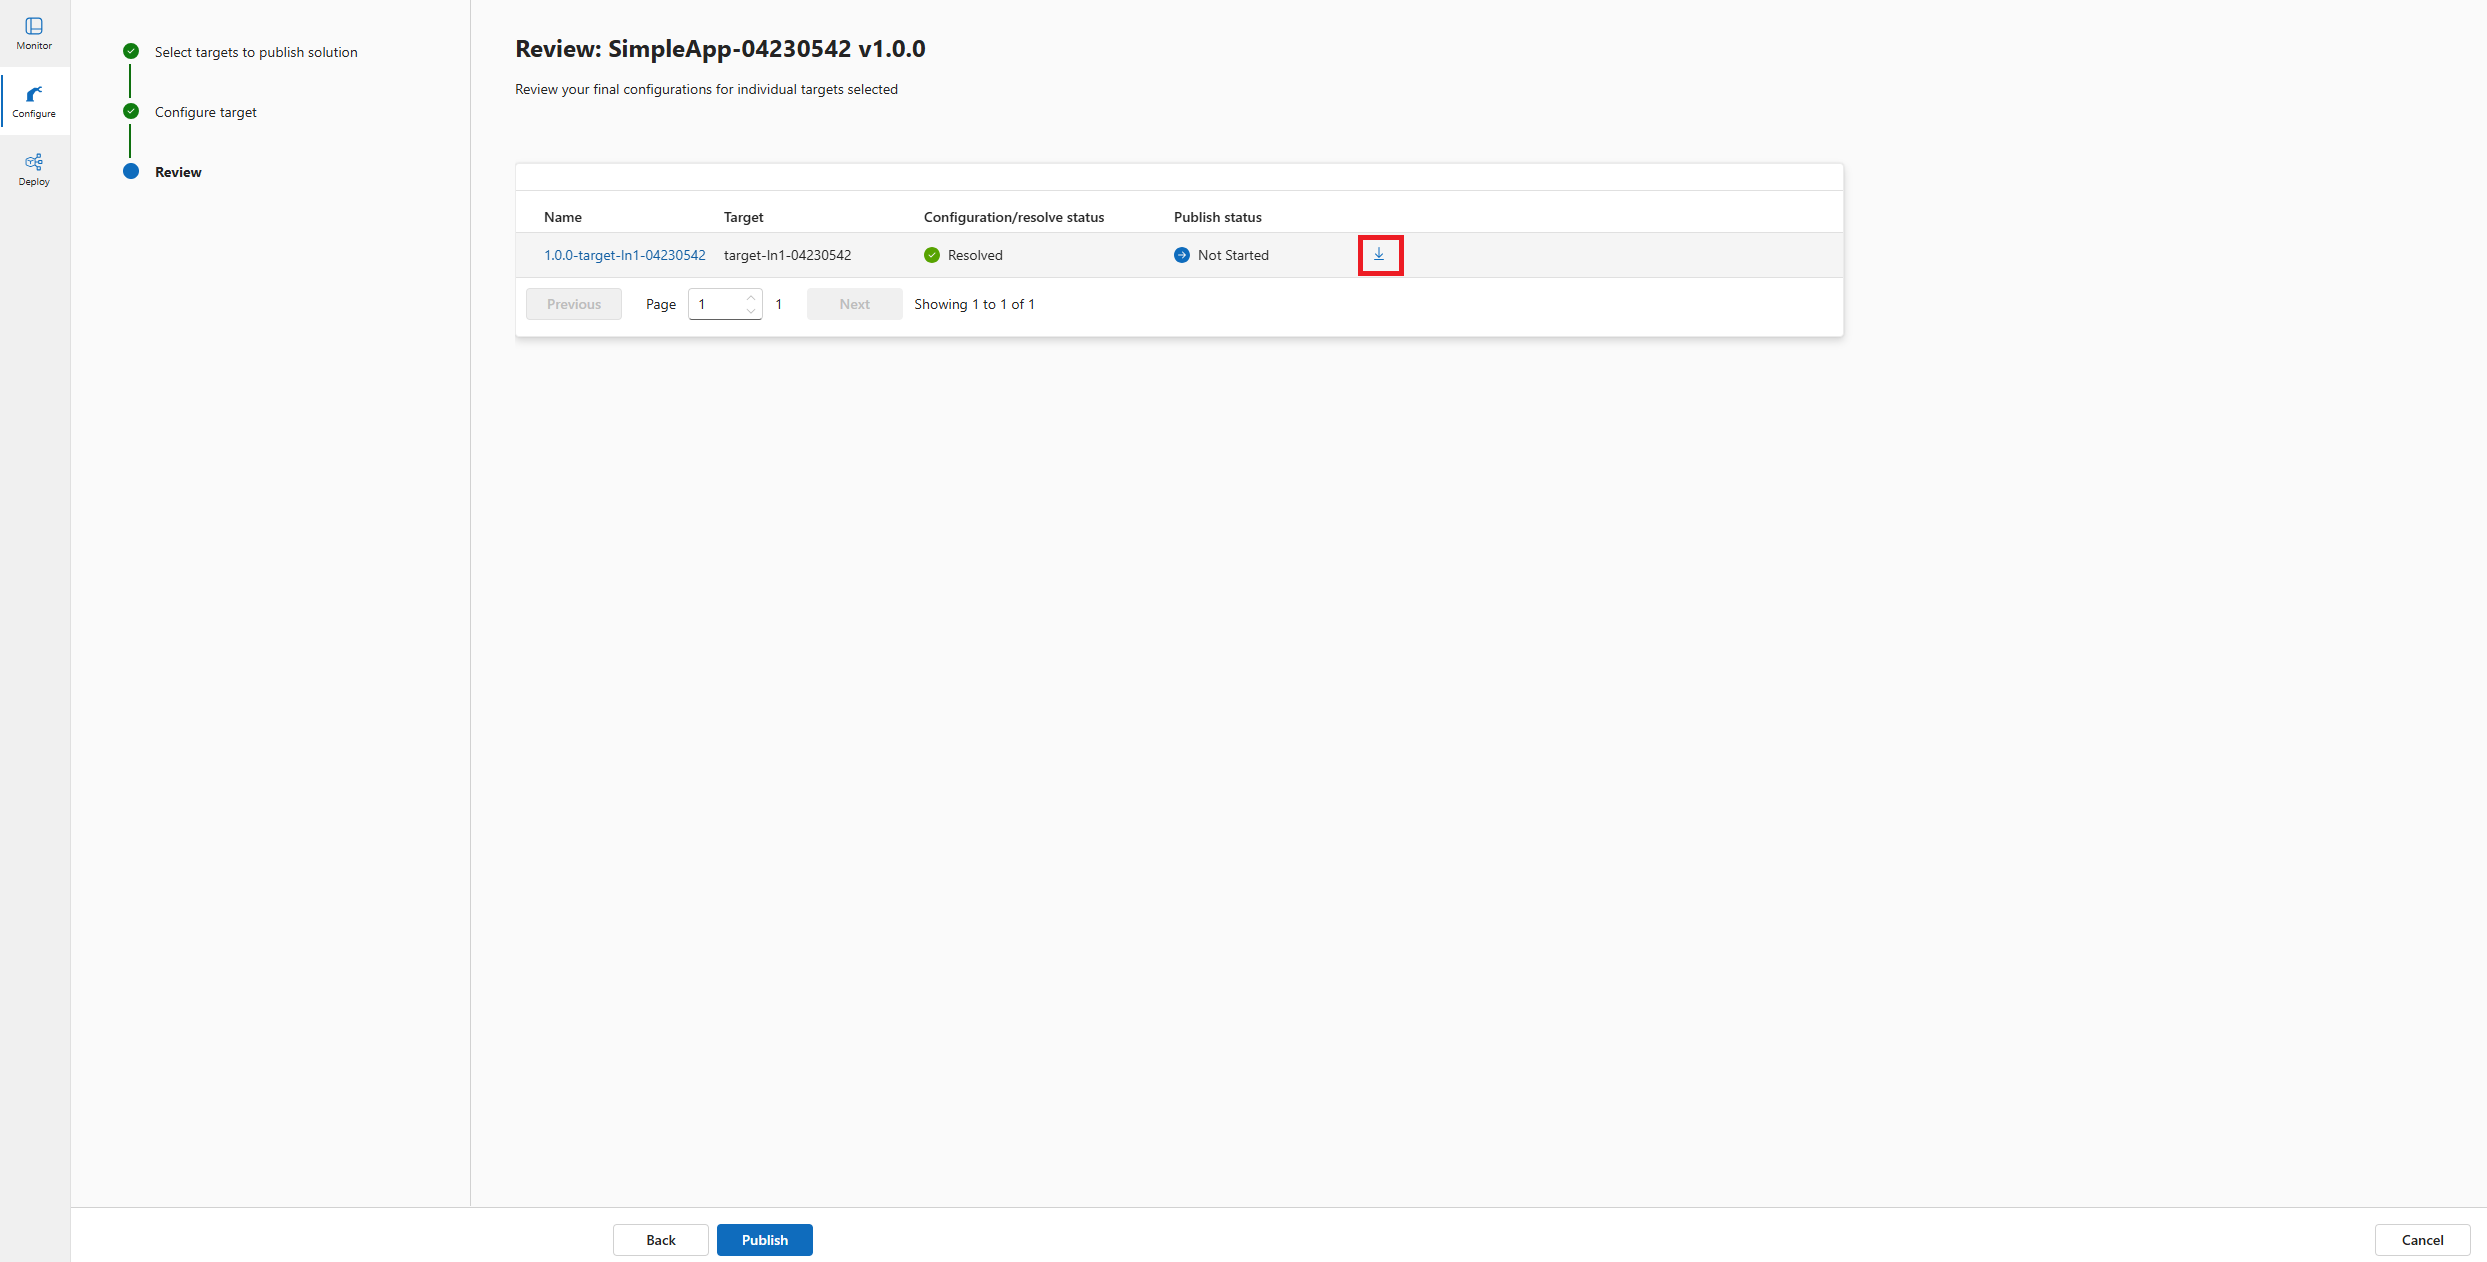 Monitor
Configure
Deploy
Select targets to publish solution
Configure target
Review
Review: SimpleApp-04230542 v1.0.0
Review your final configurations for individual targets selected
Name Target Configuration/resolve status Publish status
1.0.0-target-ln1-04230542 target-ln1-04230542 Resolved Not Started
Previous Page 1 1 Next Showing 1 to 1 of 1
Back Publish Cancel